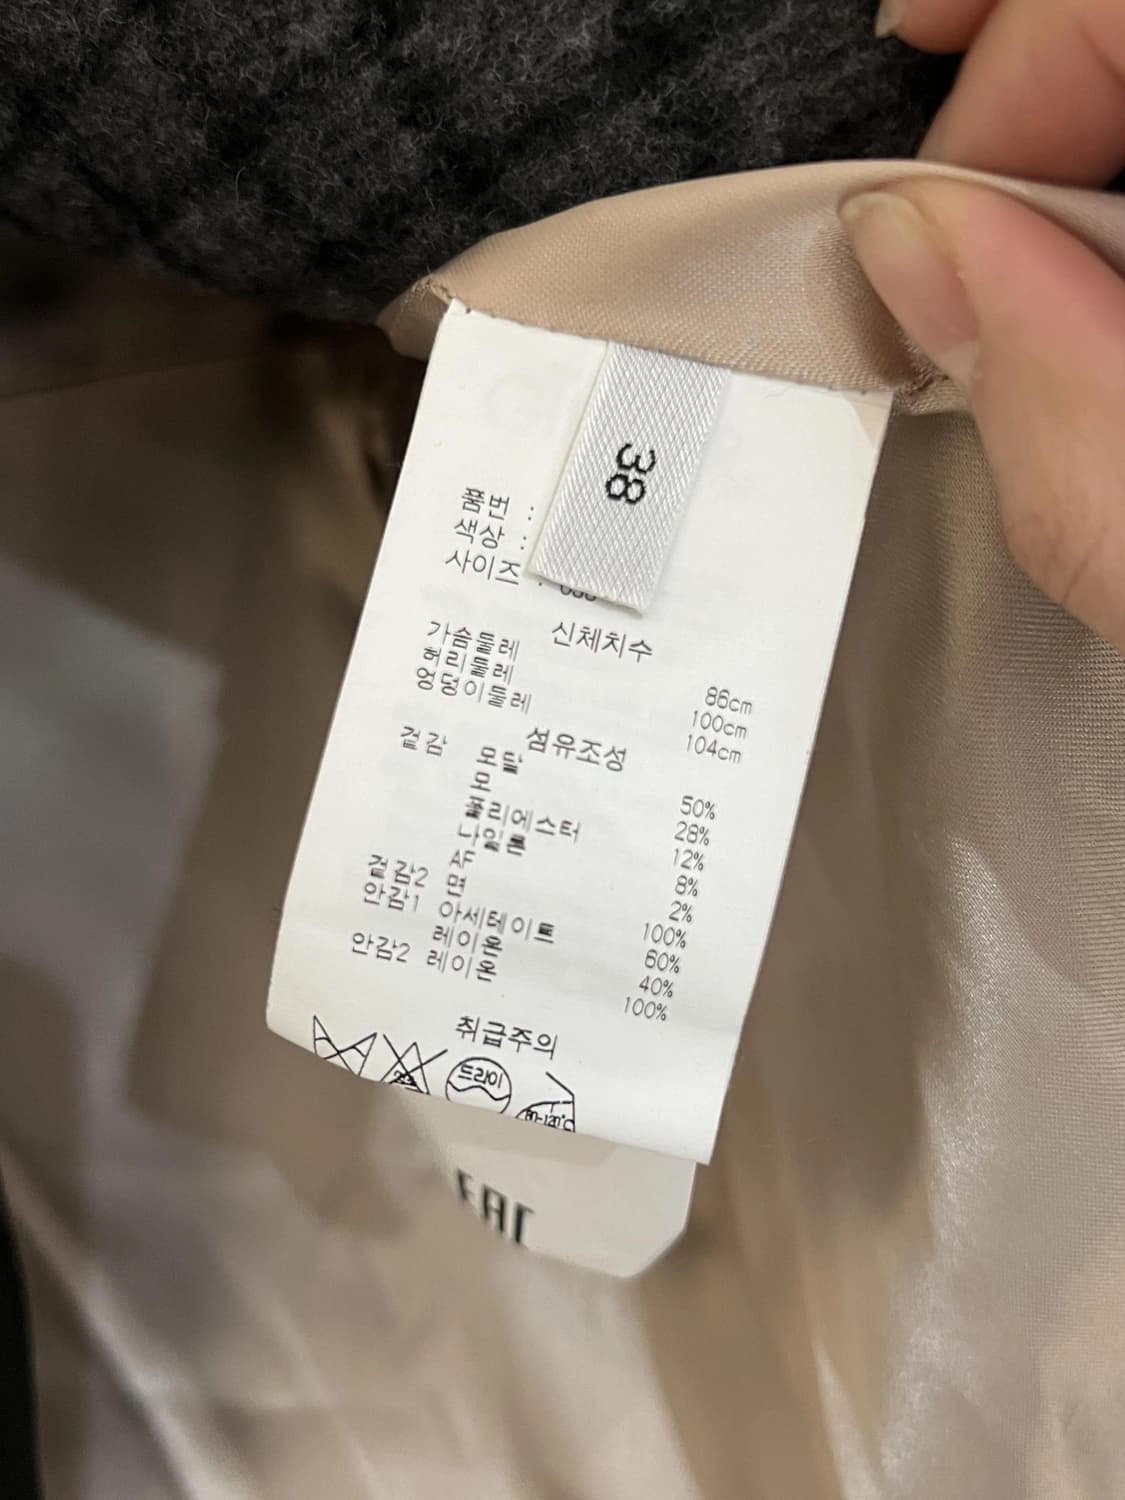 38
품번 :
색상 :
사이즈 :
신체치수
가슴둘레 86cm
허리둘레 100cm
엉덩이둘레 104cm
섬유조성
겉감 모달 50%
모 28%
폴리에스터 12%
나일론 8%
AF 2%
겉감2 면 100%
안감1 아세테이트 60%
레이온 40%
안감2 레이온 100%
취급주의
드라이
80-120°C
EAC